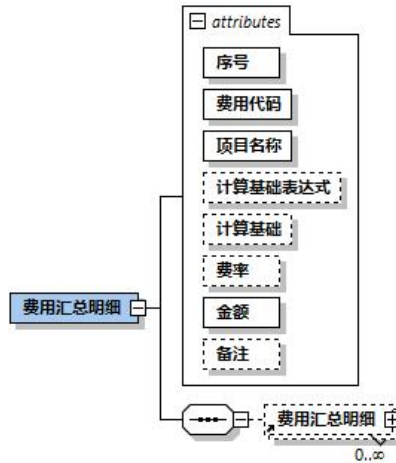 attributes
序号
费用代码
项目名称
计算基础表达式
计算基础
费率
费用汇总明细
金额
备注
费用汇总明细
0..∞